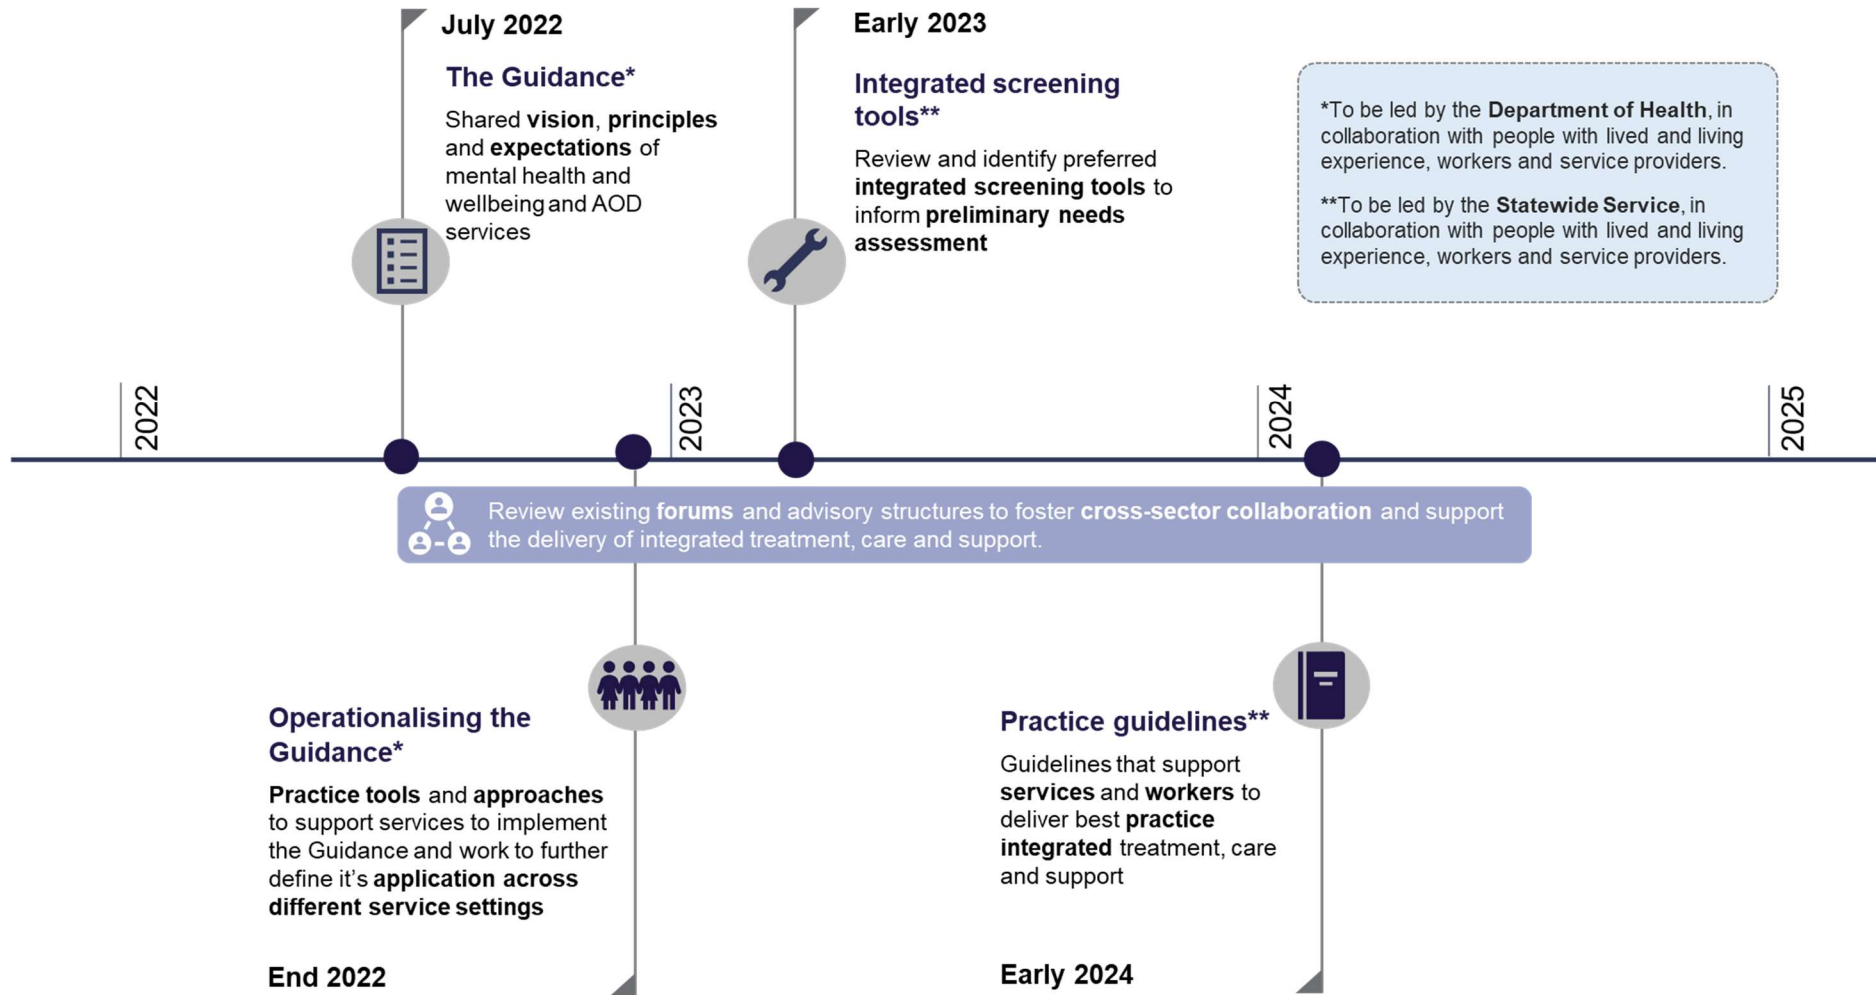 July 2022
The Guidance*
Shared vision, principles
and expectations of
mental health and
wellbeing and AOD
services
Early 2023
Integrated screening
tools**
Review and identify preferred
integrated screening tools to
inform preliminary needs
assessment
*To be led by the Department of Health, in
collaboration with people with lived and living
experience, workers and service providers.
**To be led by the Statewide Service, in
collaboration with people with lived and living
experience, workers and service providers.
2022
2023
2024
2025
Review existing forums and advisory structures to foster cross-sector collaboration and support
the delivery of integrated treatment, care and support.
Operationalising the
Guidance*
Practice tools and approaches
to support services to implement
the Guidance and work to further
define it's application across
different service settings
End 2022
Practice guidelines**
Guidelines that support
services and workers to
deliver best practice
integrated treatment, care
and support
Early 2024